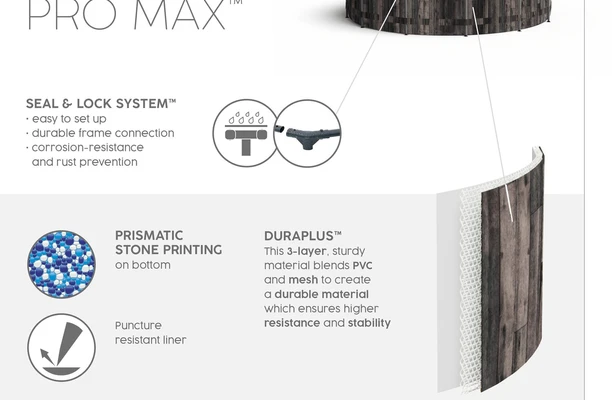 PRO MAX™
SEAL & LOCK SYSTEM™
· easy to set up
· durable frame connection
· corrosion-resistance
and rust prevention
PRISMATIC
STONE PRINTING
on bottom
DURAPLUS™
This 3-layer, sturdy
material blends PVC
and mesh to create
a durable material
which ensures higher
resistance and stability
Puncture
resistant liner